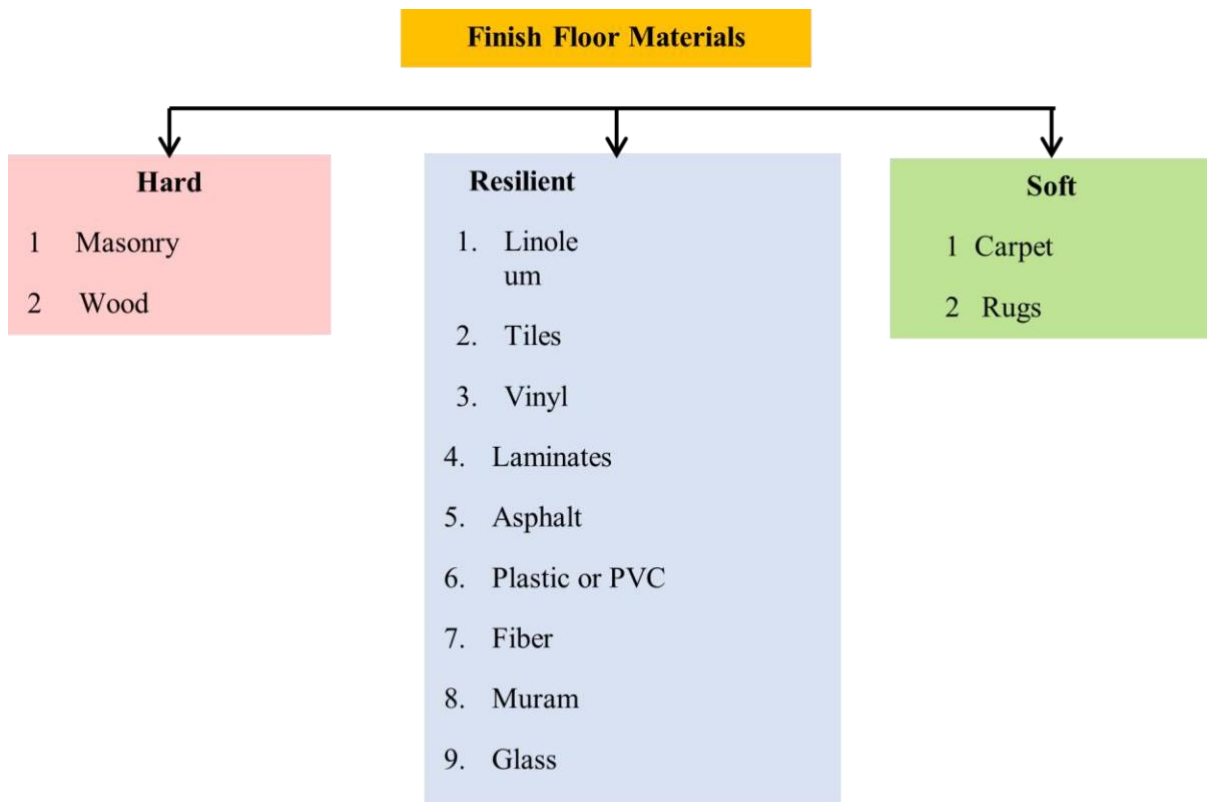 Finish Floor Materials
Hard
1 Masonry
2 Wood
Resilient
1. Linole
um
2. Tiles
3. Vinyl
4. Laminates
5. Asphalt
6. Plastic or PVC
7. Fiber
8. Muram
9. Glass
Soft
1 Carpet
2 Rugs